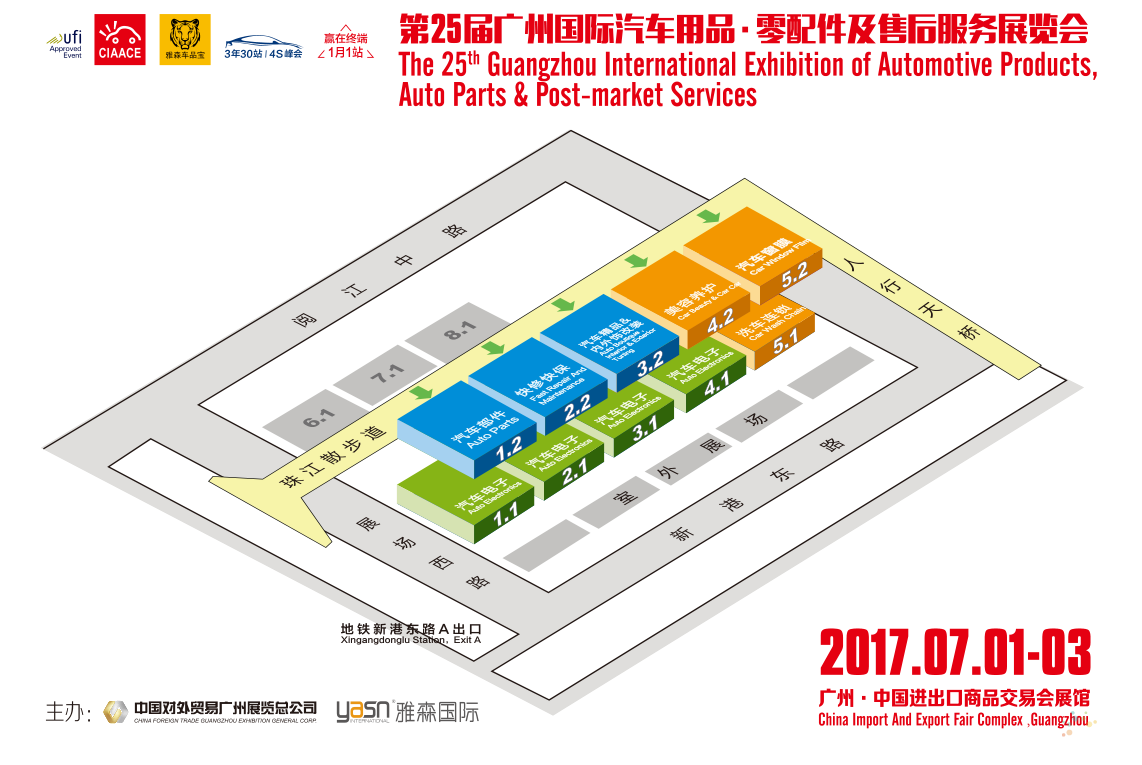 ufi
Approved
Event
CIAACE
雅森车品宝
3年30站 | 4S峰会
赢在终端
1月1站
第25届广州国际汽车用品·零配件及售后服务展览会
The 25th Guangzhou International Exhibition of Automotive Products,
Auto Parts & Post-market Services
阅江中路
人行天桥
珠江散步道
展场西路
新港东路
室外展场
6.1
7.1
8.1
汽车窗膜
Car Window Film
5.2
美容养护
Car Beauty & Car Car
4.2
洗车连锁
Car Wash Chain
5.1
汽车精品&
内外饰改装
Auto Boutique
Interior & Exterior
Tuning
3.2
汽车电子
Auto Electronics
4.1
快修快保
Fast Repair And
Maintenance
2.2
汽车电子
Auto Electronics
3.1
汽车部件
Auto Parts
1.2
汽车电子
Auto Electronics
2.1
汽车电子
Auto Electronics
1.1
地铁新港东路A出口
Xingangdonglu Station, Exit A
2017.07.01-03
广州·中国进出口商品交易会展馆
China Import And Export Fair Complex ,Guangzhou
主办：
中国对外贸易广州展览总公司
CHINA FOREIGN TRADE GUANGZHOU EXHIBITION GENERAL CORP.
yasn
INTERNATIONAL
雅森国际